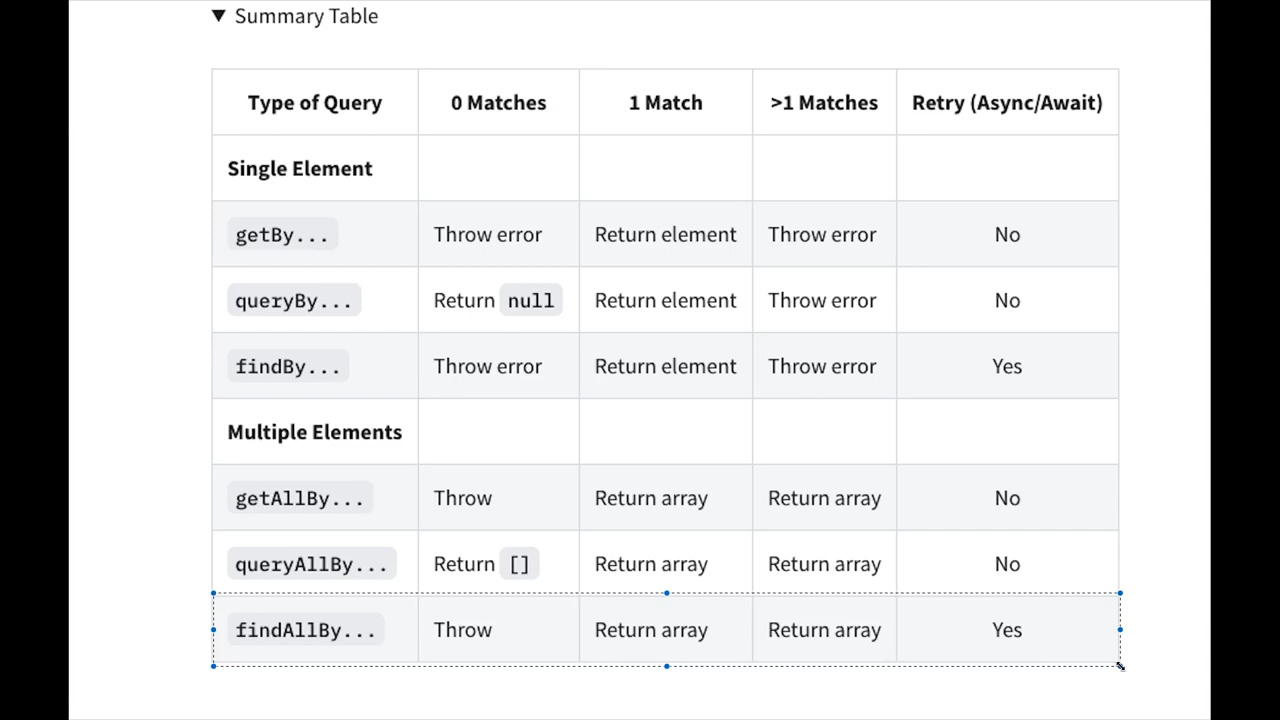 ▼ Summary Table
Type of Query 0 Matches 1 Match >1 Matches Retry (Async/Await)
Single Element
getBy... Throw error Return element Throw error No
queryBy... Return null Return element Throw error No
findBy... Throw error Return element Throw error Yes
Multiple Elements
getAllBy... Throw Return array Return array No
queryAllBy... Return [] Return array Return array No
findAllBy... Throw Return array Return array Yes